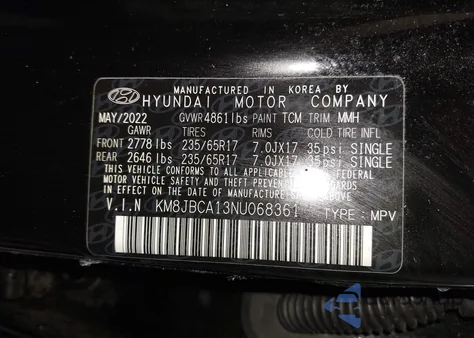 MANUFACTURED IN KOREA BY
HYUNDAI MOTOR COMPANY
MAY/2022 GVWR 4861lbs PAINT TCM TRIM MMH
GAWR TIRES RIMS COLD TIRE INFL
FRONT 2778 lbs 235/65R17 7.0JX17 35psi SINGLE
REAR 2646 lbs 235/65R17 7.0JX17 35psi SINGLE
THIS VEHICLE CONFORMS TO ALL APPLICABLE FEDERAL
MOTOR VEHICLE SAFETY AND THEFT PREVENTION STANDARDS
IN EFFECT ON THE DATE OF MANUFACTURE SHOWN ABOVE
V.I.N KM8JBCA13NU068361 TYPE: MPV